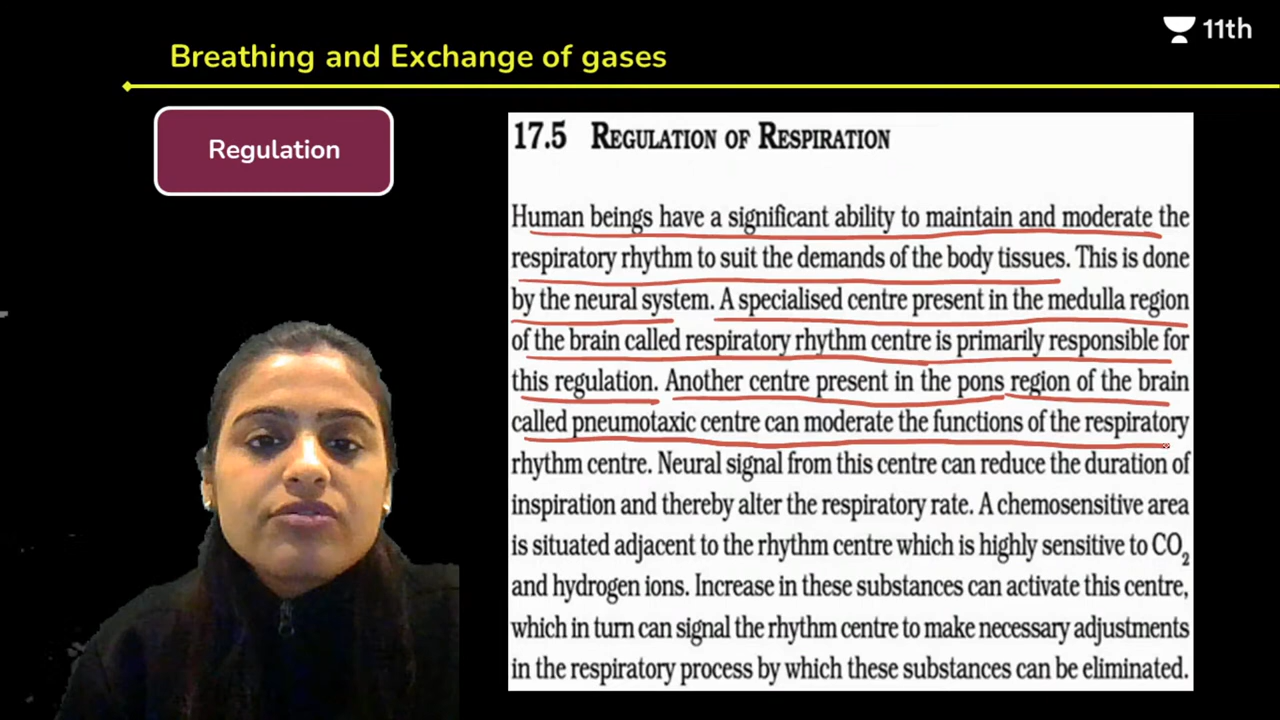 11th
Breathing and Exchange of gases
Regulation
17.5 REGULATION OF RESPIRATION
Human beings have a significant ability to maintain and moderate the
respiratory rhythm to suit the demands of the body tissues. This is done
by the neural system. A specialised centre present in the medulla region
of the brain called respiratory rhythm centre is primarily responsible for
this regulation. Another centre present in the pons region of the brain
called pneumotaxic centre can moderate the functions of the respiratory
rhythm centre. Neural signal from this centre can reduce the duration of
inspiration and thereby alter the respiratory rate. A chemosensitive area
is situated adjacent to the rhythm centre which is highly sensitive to CO₂
and hydrogen ions. Increase in these substances can activate this centre,
which in turn can signal the rhythm centre to make necessary adjustments
in the respiratory process by which these substances can be eliminated.